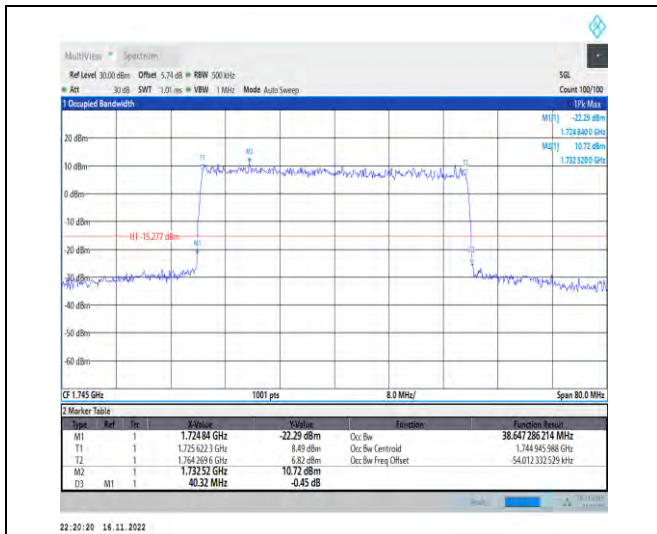 MultiView Spectrum
Ref Level 30.00 dBm Offset 5.74 dB RBW 500 kHz SGL
Att 30 dB SWT 1.01 ms VBW 1 MHz Mode Auto Sweep Count 100/100
1 Occupied Bandwidth 1Pk Max
M1[1] -22.29 dBm
1.724 840 0 GHz
M2[1] 10.72 dBm
1.732 520 0 GHz
20 dBm
M2
T1
T2
10 dBm
0 dBm
-10 dBm
H1 -15.277 dBm
M1
-20 dBm
-30 dBm
-40 dBm
-50 dBm
-60 dBm
CF 1.745 GHz 1001 pts 8.0 MHz/ Span 80.0 MHz
2 Marker Table
Type Ref Trc X-Value Y-Value Function Function Result
M1 1 1.724 84 GHz -22.29 dBm Occ Bw 38.647 286 214 MHz
T1 1 1.725 622 3 GHz 8.49 dBm Occ Bw Centroid 1.744 945 988 GHz
T2 1 1.764 269 6 GHz 6.82 dBm Occ Bw Freq Offset -54.012 332 529 kHz
M2 1 1.732 52 GHz 10.72 dBm
D3 M1 1 40.32 MHz -0.45 dB
22:20:20 16.11.2022